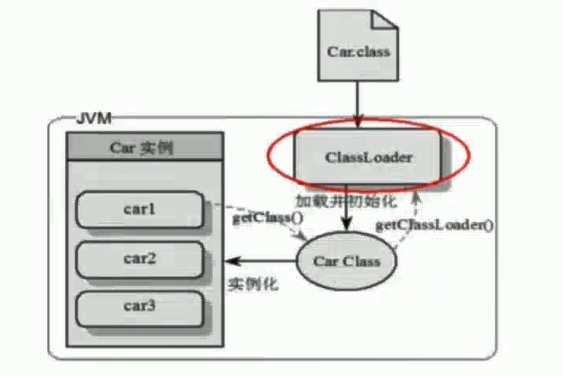 Car.class
JVM
Car 实例
ClassLoader
加载并初始化
car1
getClass()
getClassLoader()
car2
Car Class
实例化
car3